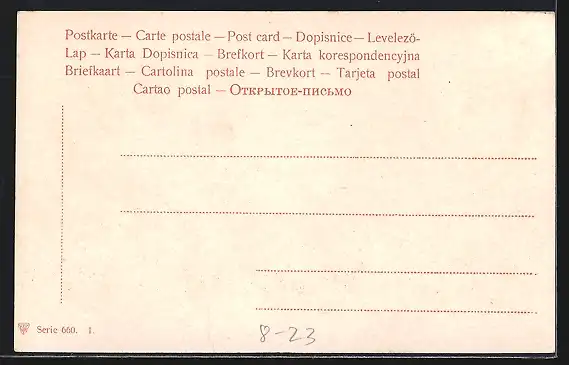 Postkarte – Carte postale – Post card – Dopisnice – Levelező-
Lap – Karta Dopisnica – Brefkort – Karta korespondencyjna
Briefkaart – Cartolina postale – Brevkort – Tarjeta postal
Cartao postal – Открытое-письмо
Serie 660. 1.
8-23